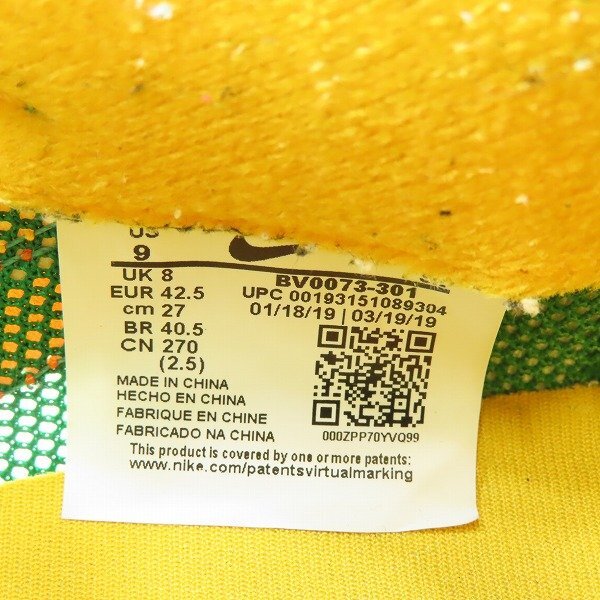 US
9
UK 8
EUR 42.5
cm 27
BR 40.5
CN 270
(2.5)
BV0073-301
UPC 00193151089304
01/18/19 | 03/19/19
000ZPP70YVQ99
MADE IN CHINA
HECHO EN CHINA
FABRIQUE EN CHINE
FABRICADO NA CHINA
This product is covered by one or more patents:
www.nike.com/patentsvirtualmarking